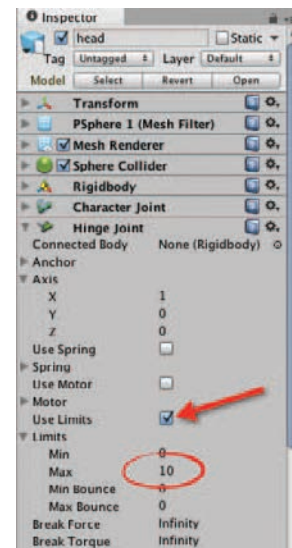 Inspector
head Static
Tag Untagged Layer Default
Model Select Revert Open
Transform
PSphere 1 (Mesh Filter)
Mesh Renderer
Sphere Collider
Rigidbody
Character Joint
Hinge Joint
Connected Body None (Rigidbody)
Anchor
Axis
X 1
Y 0
Z 0
Use Spring
Spring
Use Motor
Motor
Use Limits
Limits
Min 0
Max 10
Min Bounce 0
Max Bounce 0
Break Force Infinity
Break Torque Infinity